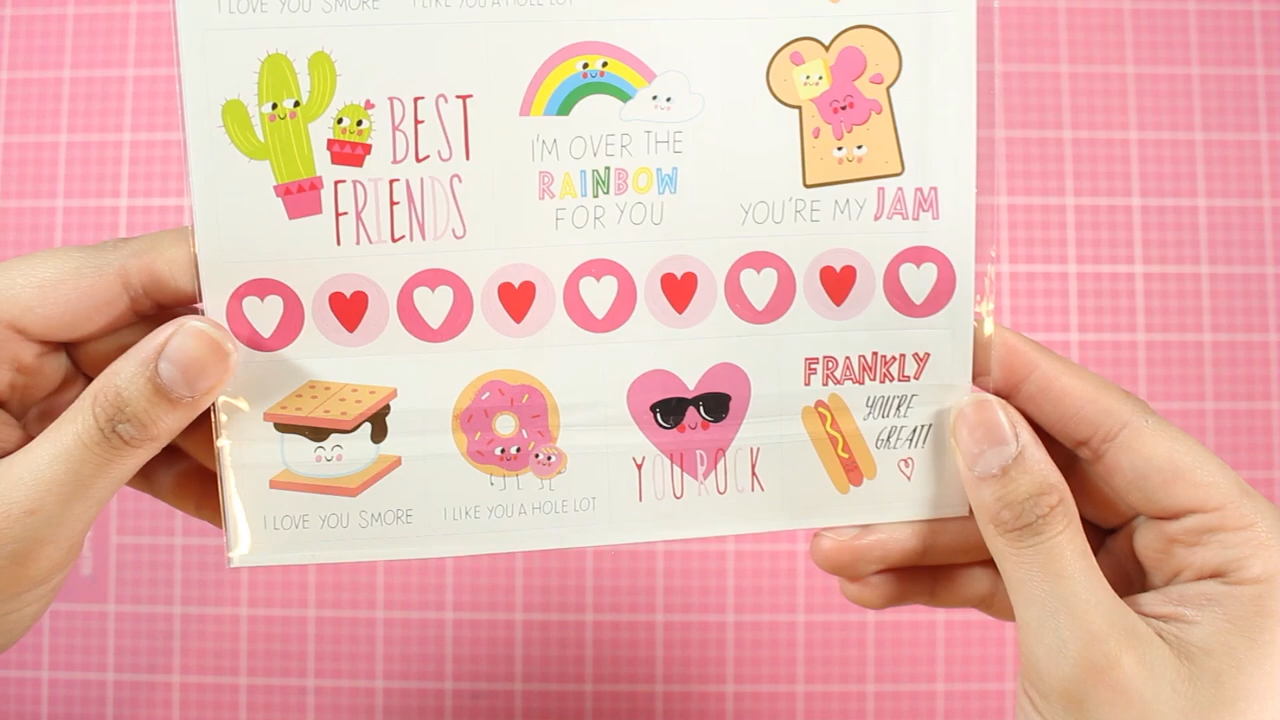 I LOVE YOU SMORE
I LIKE YOU A HOLE LOT
BEST
FRIENDS
I'M OVER THE
RAINBOW
FOR YOU
YOU'RE MY JAM
I LOVE YOU SMORE
I LIKE YOU A HOLE LOT
YOU ROCK
FRANKLY
YOU'RE
GREAT!